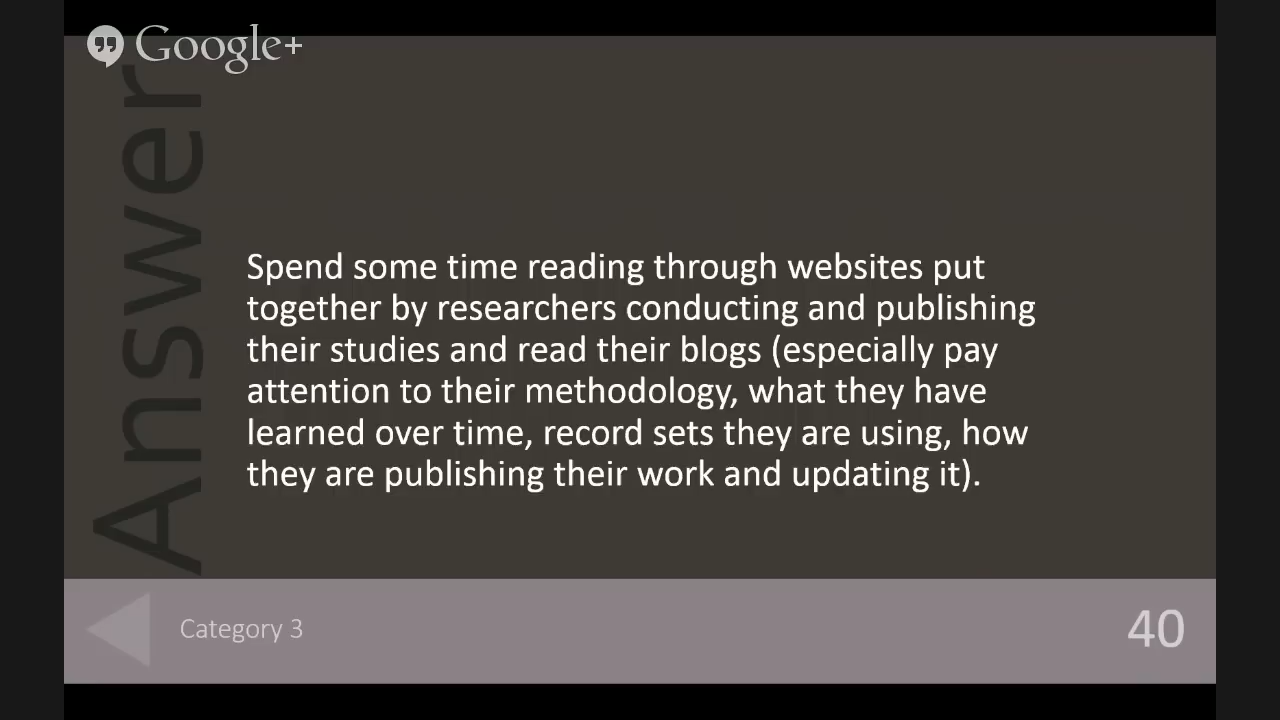 Google+
Answer
Spend some time reading through websites put
together by researchers conducting and publishing
their studies and read their blogs (especially pay
attention to their methodology, what they have
learned over time, record sets they are using, how
they are publishing their work and updating it).
Category 3
40